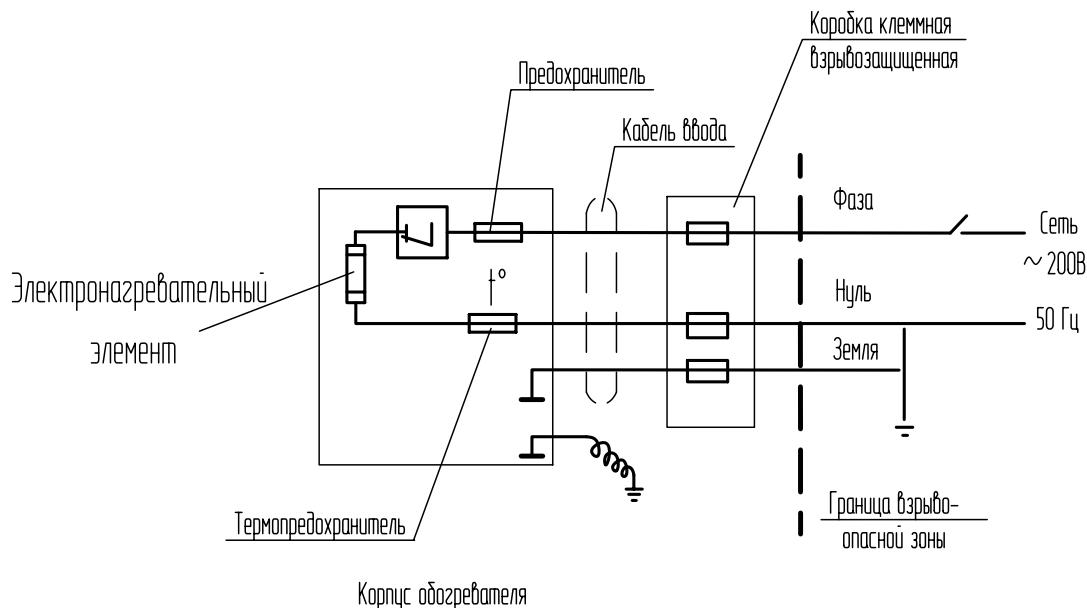 Коробка клеммная
взрывозащищенная
Предохранитель
Кабель ввода
Фаза
Сеть
~ 200В
t°
Электронагревательный
элемент
Нуль
50 Гц
Земля
Термопредохранитель
Граница взрыво-
опасной зоны
Корпус обогревателя